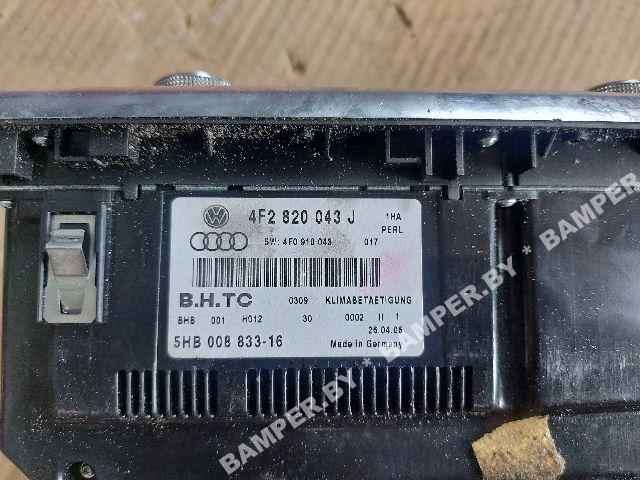 4F2 820 043 J 1HA
PERL
SW: 4F0 910 043 017
B.H.TC 0309 KLIMABETAETIGUNG
BHB 001 H012 30 0002 II 1
26.04.06
5HB 008 833-16 Made in Germany
BAMPER.BY * BAMPER.BY * BAMPER.BY